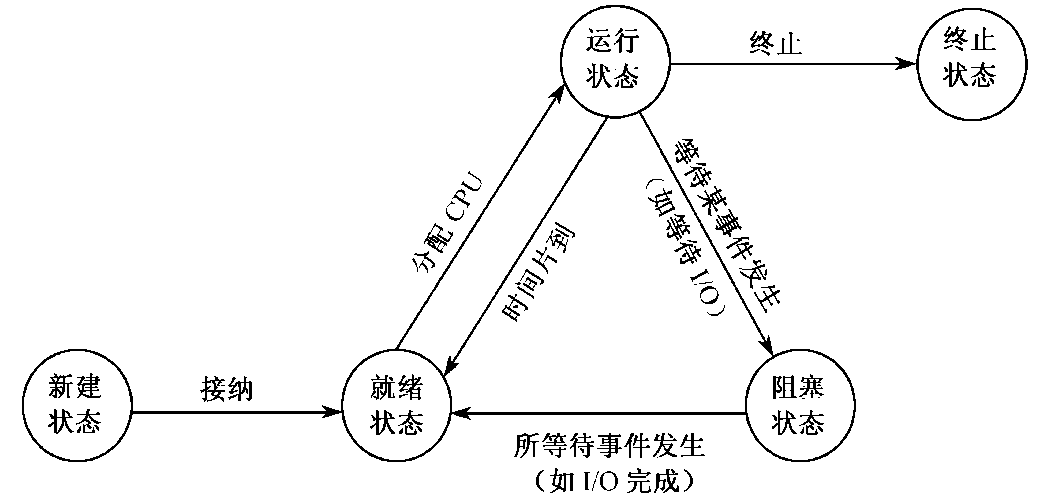 运行
状态
终止
终止
状态
分配 CPU
时间片到
等待某事件发生
（如等待 I/O）
新建
状态
接纳
就绪
状态
阻塞
状态
所等待事件发生
（如 I/O 完成）